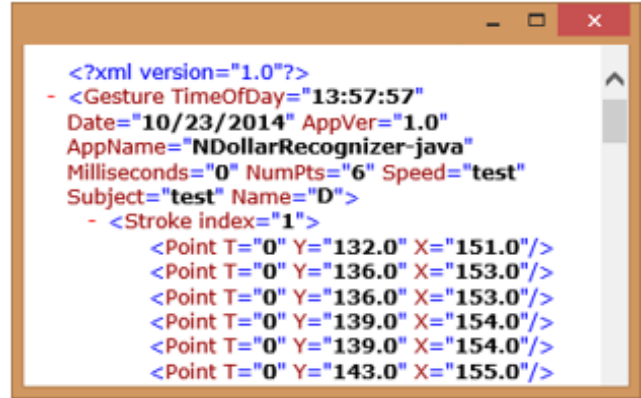 <?xml version="1.0"?>
- <Gesture TimeOfDay="13:57:57"
Date="10/23/2014" AppVer="1.0"
AppName="NDollarRecognizer-java"
Milliseconds="0" NumPts="6" Speed="test"
Subject="test" Name="D">
- <Stroke index="1">
<Point T="0" Y="132.0" X="151.0"/>
<Point T="0" Y="136.0" X="153.0"/>
<Point T="0" Y="136.0" X="153.0"/>
<Point T="0" Y="139.0" X="154.0"/>
<Point T="0" Y="139.0" X="154.0"/>
<Point T="0" Y="143.0" X="155.0"/>